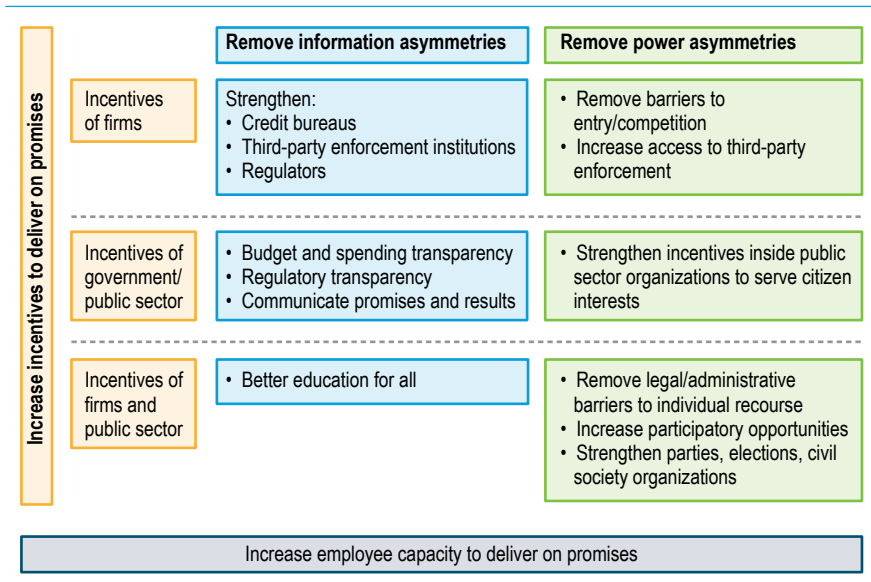 Increase incentives to deliver on promises
Remove information asymmetries
Remove power asymmetries
Incentives
of firms
Strengthen:
• Credit bureaus
• Third-party enforcement institutions
• Regulators
• Remove barriers to
entry/competition
• Increase access to third-party
enforcement
Incentives of
government/
public sector
• Budget and spending transparency
• Regulatory transparency
• Communicate promises and results
• Strengthen incentives inside public
sector organizations to serve citizen
interests
Incentives of
firms and
public sector
• Better education for all
• Remove legal/administrative
barriers to individual recourse
• Increase participatory opportunities
• Strengthen parties, elections, civil
society organizations
Increase employee capacity to deliver on promises